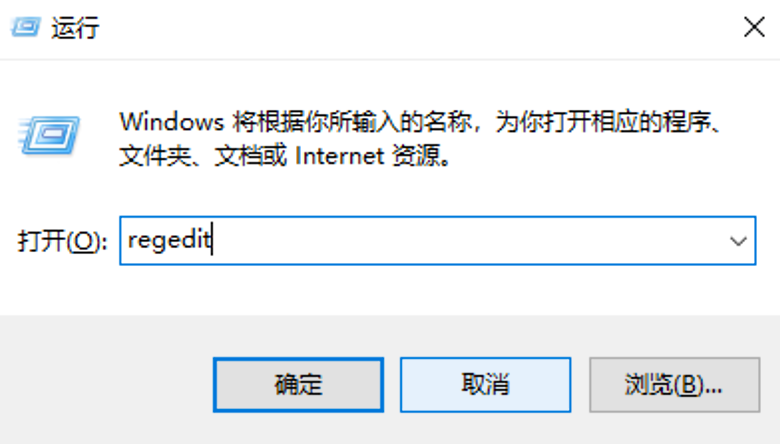 运行
Windows 将根据你所输入的名称，为你打开相应的程序、
文件夹、文档或 Internet 资源。
打开(O): regedit
确定 取消 浏览(B)...